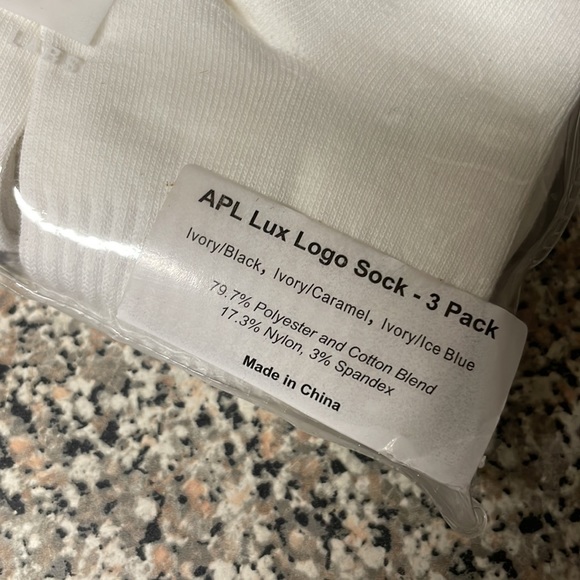 APL Lux Logo Sock - 3 Pack
Ivory/Black, Ivory/Caramel, Ivory/Ice Blue
79.7% Polyester and Cotton Blend
17.3% Nylon, 3% Spandex
Made in China